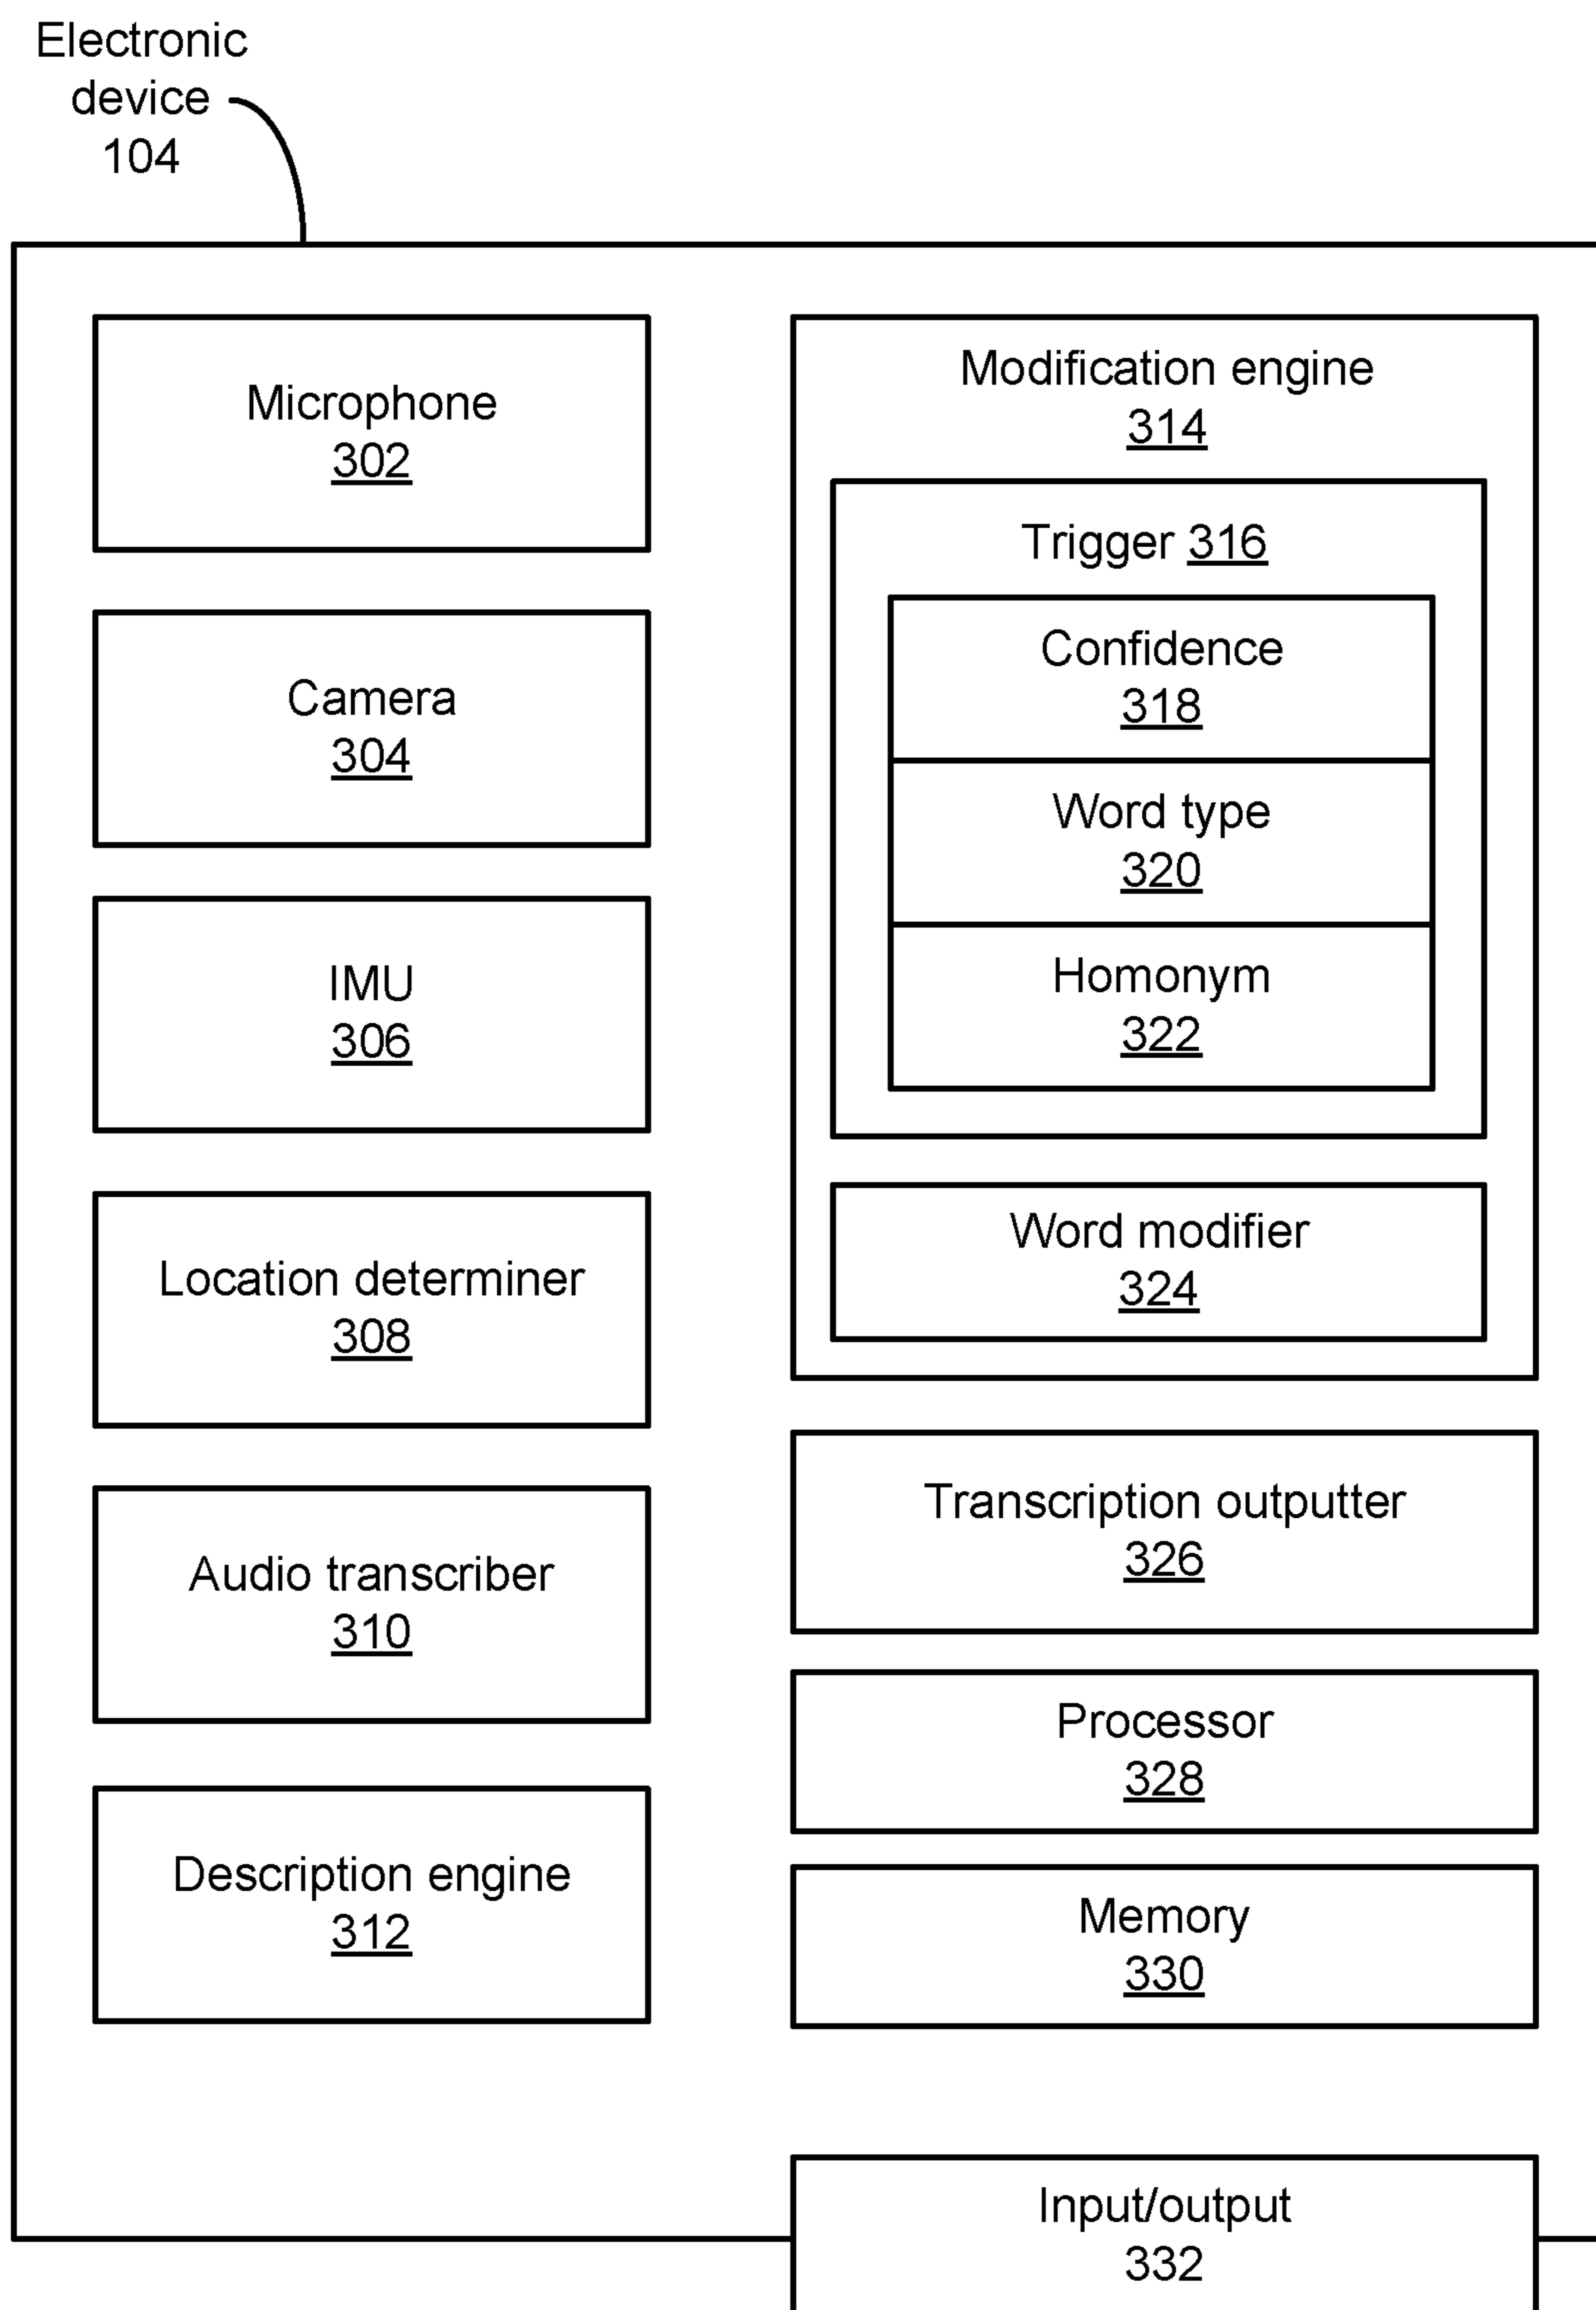 Electronic
device
104
Microphone
302
Camera
304
IMU
306
Location determiner
308
Audio transcriber
310
Description engine
312
Modification engine
314
Trigger 316
Confidence
318
Word type
320
Homonym
322
Word modifier
324
Transcription outputter
326
Processor
328
Memory
330
Input/output
332